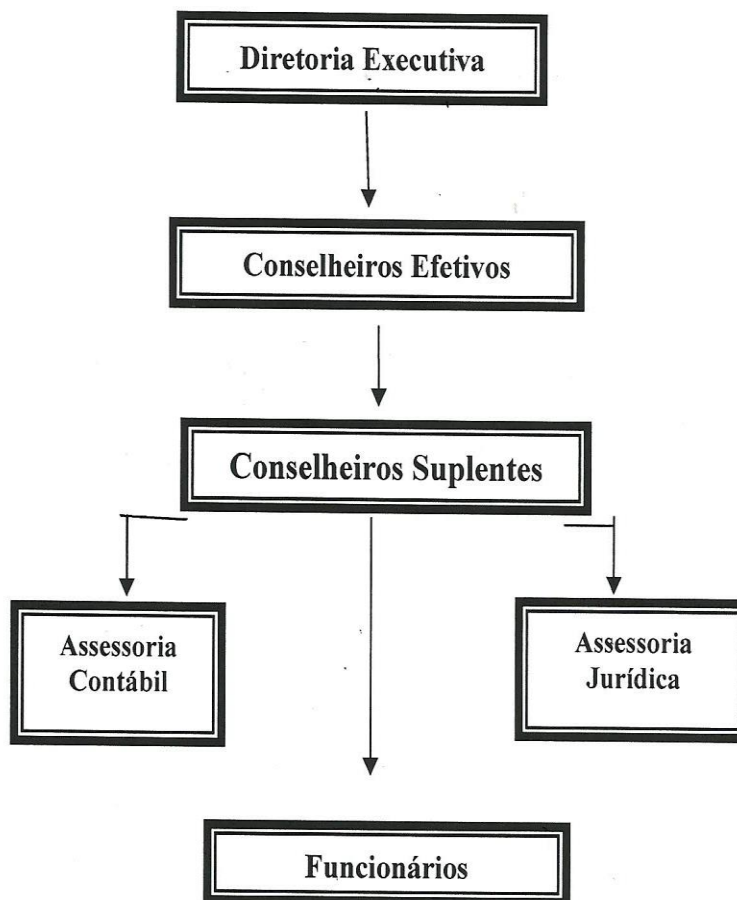 Diretoria Executiva
Conselheiros Efetivos
Conselheiros Suplentes
Assessoria
Contábil
Assessoria
Jurídica
Funcionários